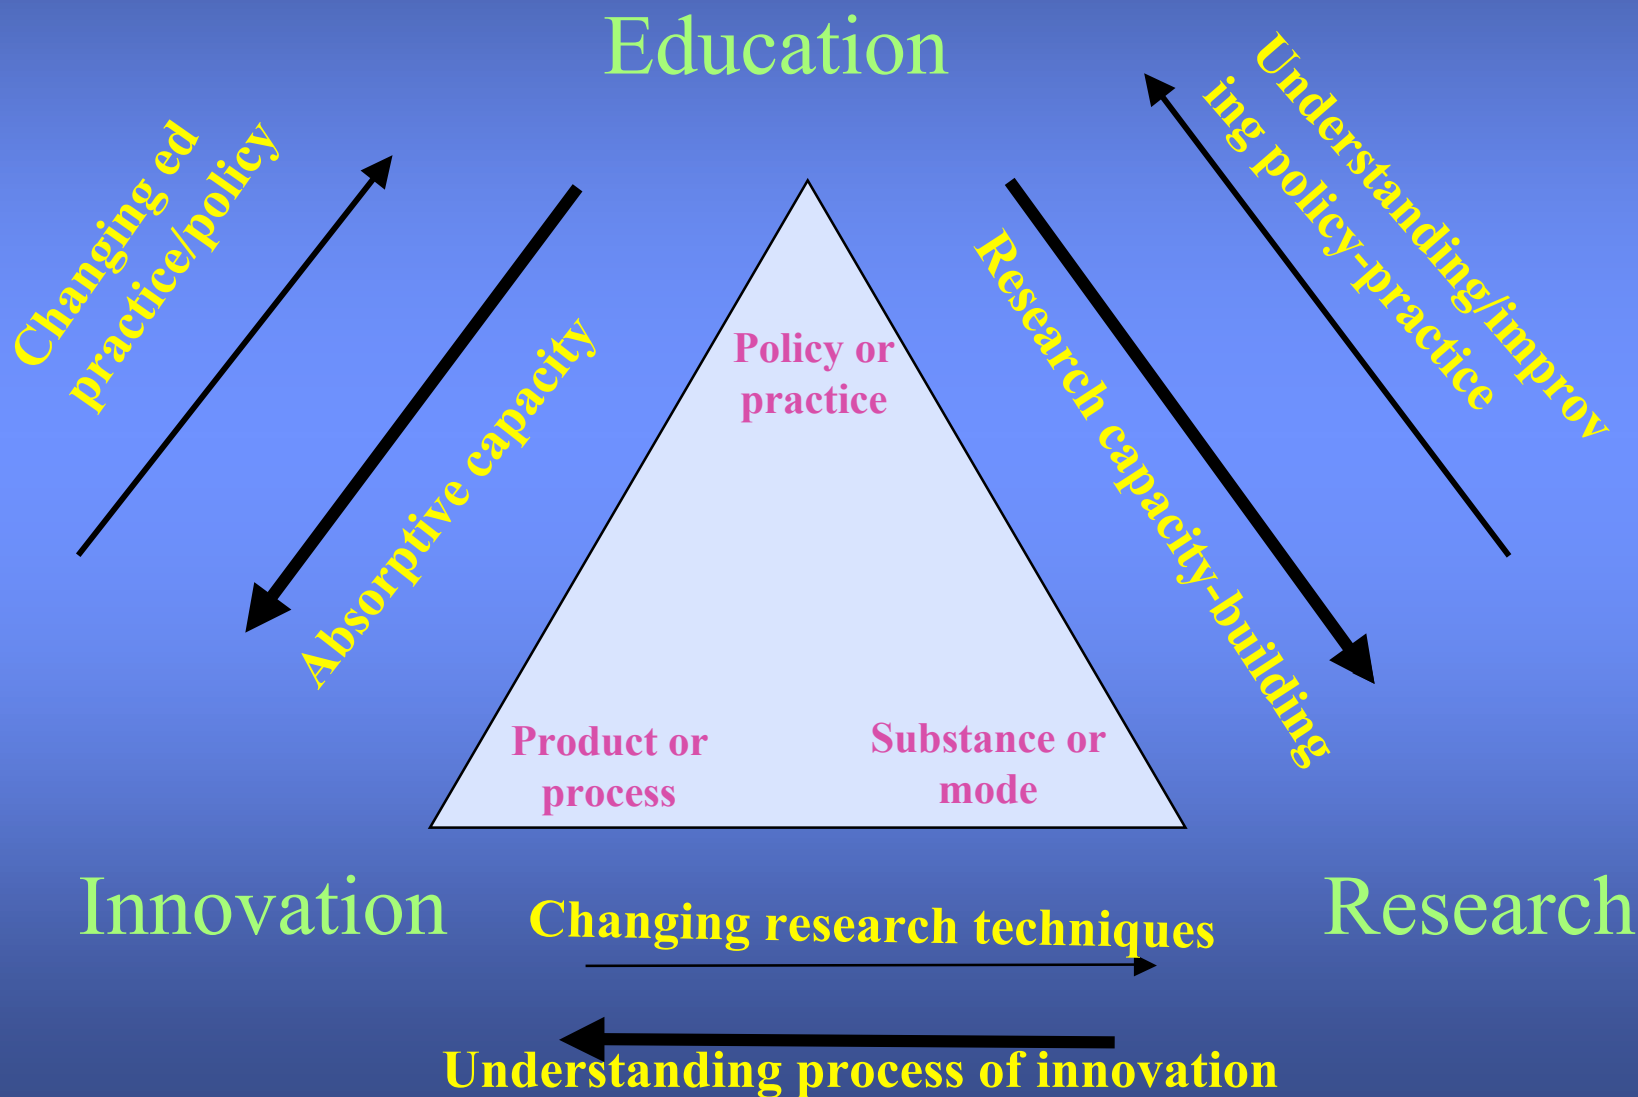 Education
Changing ed
practice/policy
Absorptive capacity
Understanding/improv
ing policy-practice
Research capacity-building
Policy or
practice
Product or
process
Substance or
mode
Innovation
Research
Changing research techniques
Understanding process of innovation